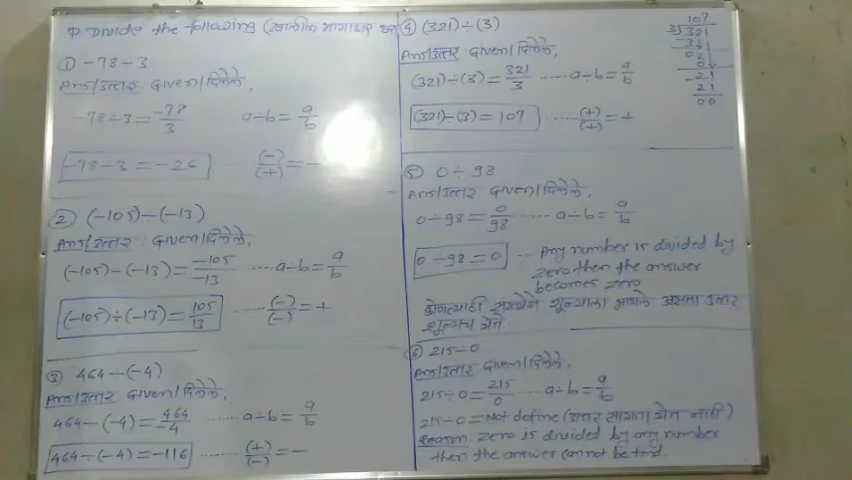 Divide the following (खालील भागाकार करा
① -78÷3
Ans/उत्तर: Given/दिलेले,
-78÷3 = -78/3 a÷b = a/b
-78÷3 = -26 ... (-)/(+) = -
② (-105)÷(-13)
Ans/उत्तर: Given/दिलेले,
(-105)÷(-13) = -105/-13 ....a÷b = a/b
(-105)÷(-13) = 105/13 ...... (-)/(-) = +
③ 464÷(-4)
Ans/उत्तर: Given/दिलेले,
464÷(-4) = 464/-4 ......a÷b = a/b
464÷(-4) = -116 ...... (+)/(-) = -
④ (321)÷(3)
Ans/उत्तर: Given/दिलेले,
(321)÷(3) = 321/3 .....a÷b = a/b
(321)÷(3) = 107 ..... (+)/(+) = +
107
3)321
-3
02
0
-21
21
00
⑤ 0÷98
Ans/उत्तर Given/दिलेले,
0÷98 = 0/98 ..... a÷b = a/b
0÷98 = 0 ... Any number is divided by
zero then the answer
becomes zero
कोणत्याही संख्येने शून्याला भागले असता उत्तर
शून्यच येते.
⑥ 215÷0
Ans/उत्तर Given/दिलेले,
215÷0 = 215/0 ...a÷b = a/b
215÷0 = Not define (उत्तर सांगता येत नाही)
Reason: zero is divided by any number
then the answer cannot be find.